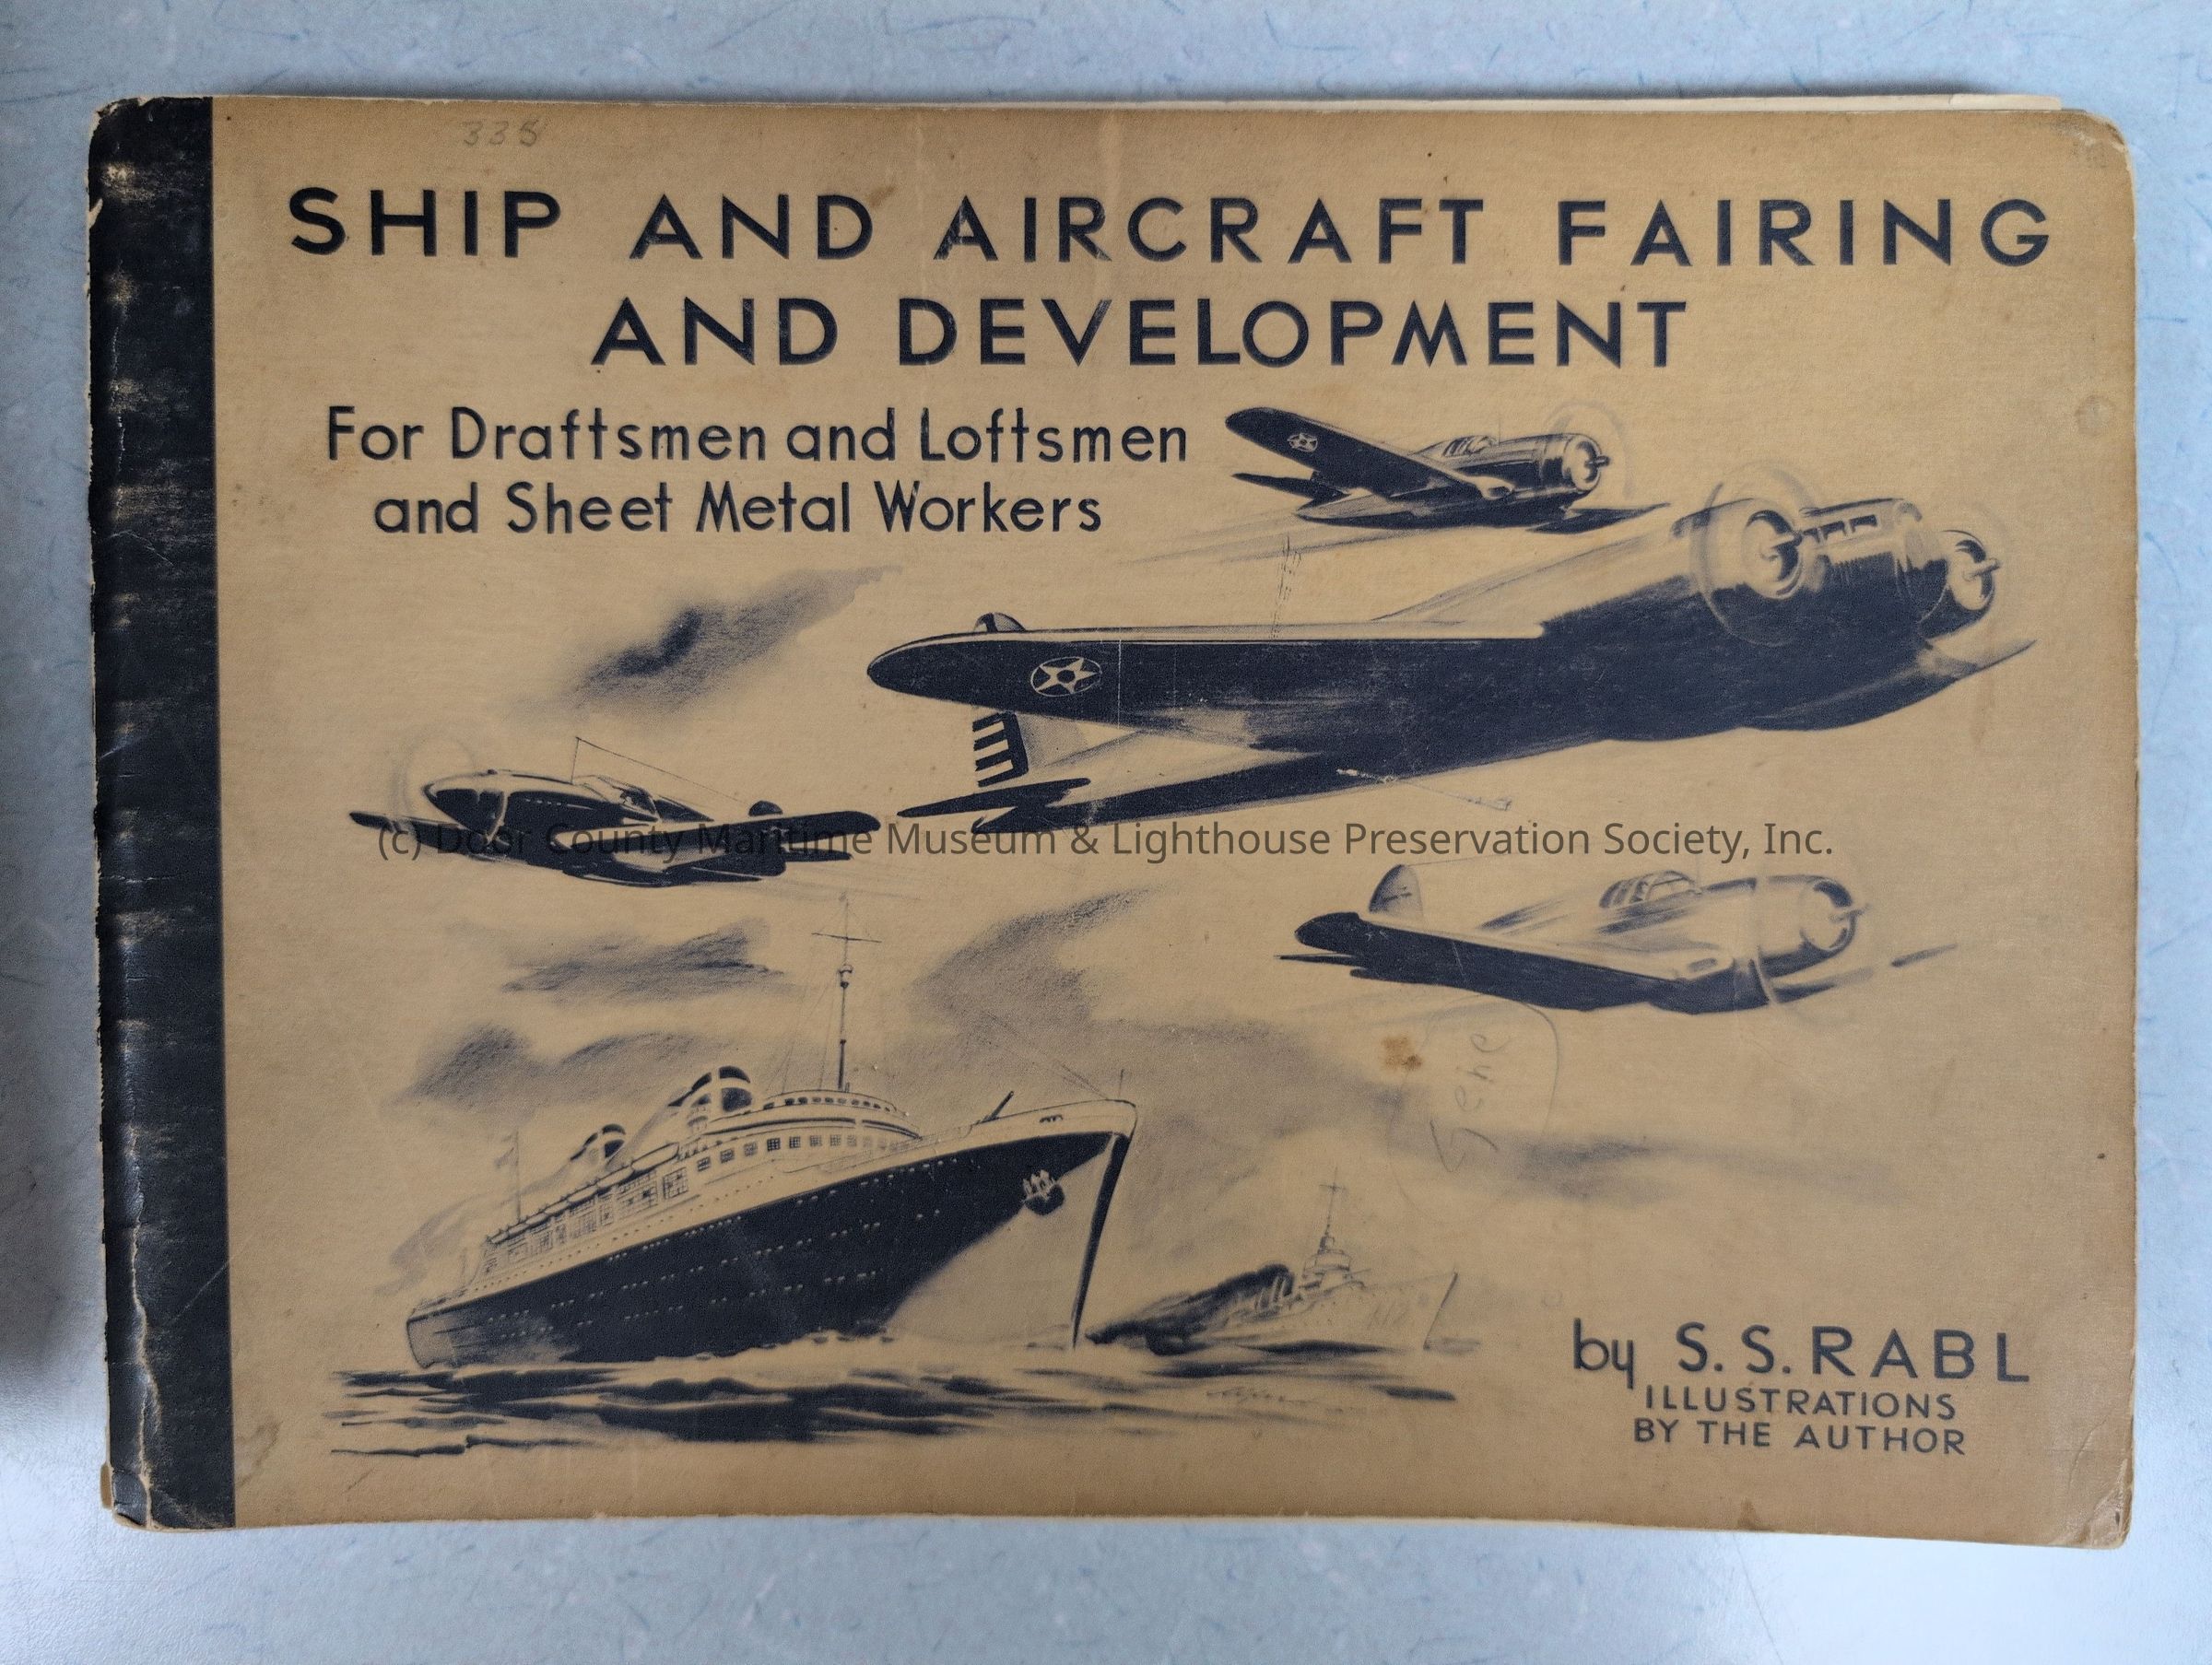 335
SHIP AND AIRCRAFT FAIRING
AND DEVELOPMENT
For Draftsmen and Loftsmen
and Sheet Metal Workers
(c) Door County Maritime Museum & Lighthouse Preservation Society, Inc.
Gene
by S. S. RABL
ILLUSTRATIONS
BY THE AUTHOR